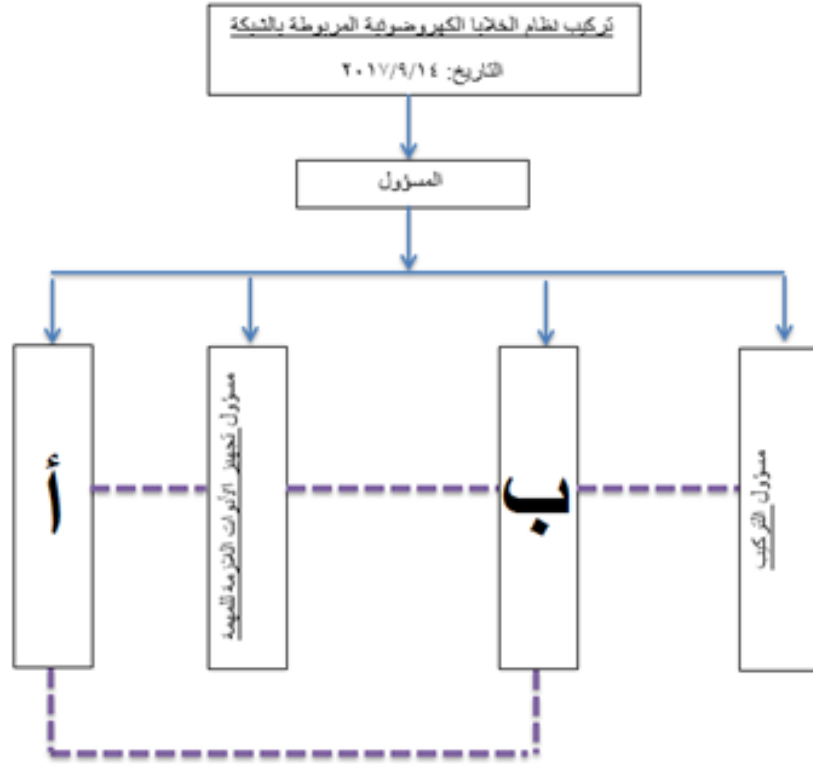 تركيب نظام الخلايا الكهروضوئية المربوطة بالشبكة
التاريخ: ٢٠١٧/٩/١٤
المسؤول
مسؤول التركيب
ب
مسؤول تجهيز الأدوات اللازمة للمهمة
أ